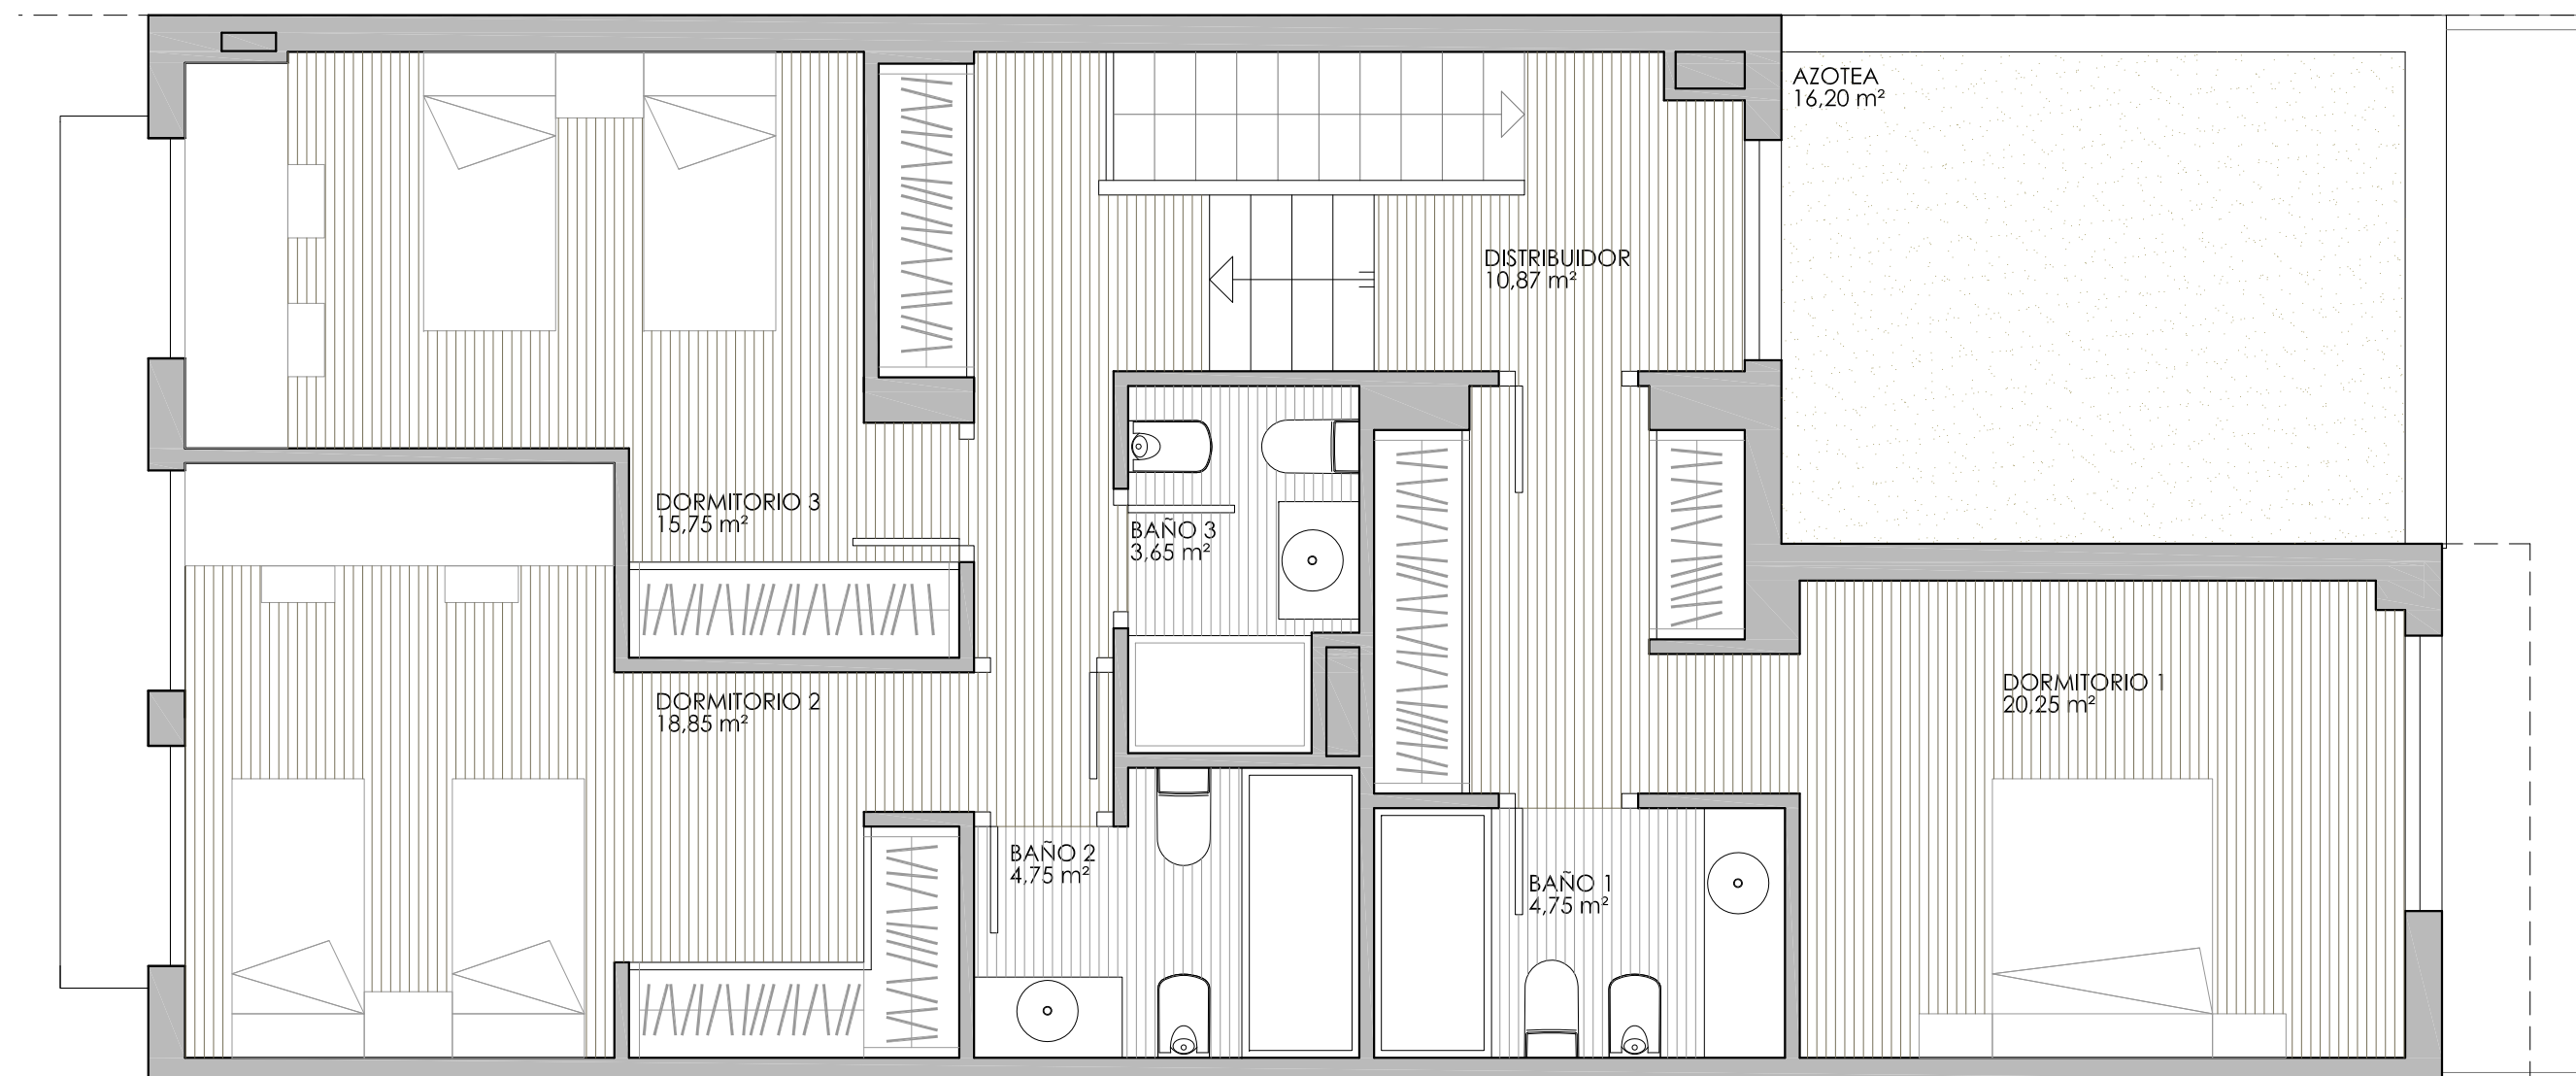 AZOTEA
16,20 m²
DISTRIBUIDOR
10,87 m²
DORMITORIO 3
15,75 m²
BAÑO 3
3,65 m²
DORMITORIO 2
18,85 m²
DORMITORIO 1
20,25 m²
BAÑO 2
4,75 m²
BAÑO 1
4,75 m²